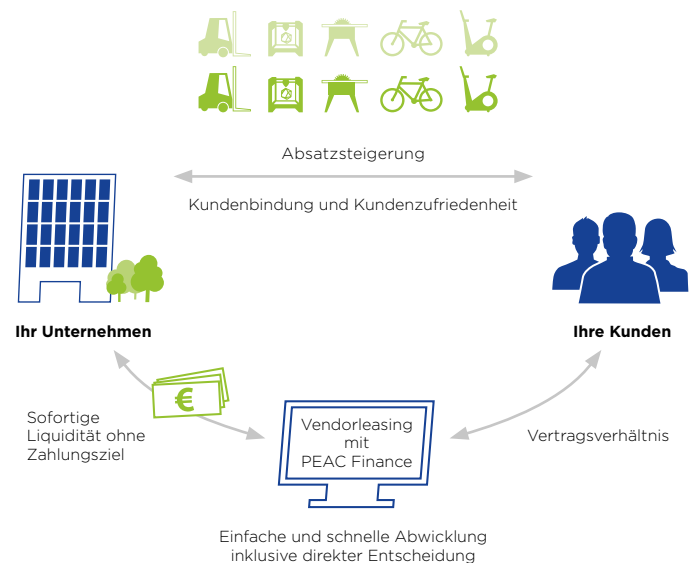 Absatzsteigerung
Kundenbindung und Kundenzufriedenheit
Ihr Unternehmen
Ihre Kunden
€
Sofortige
Liquidität ohne
Zahlungsziel
Vendorleasing
mit
PEAC Finance
Vertragsverhältnis
Einfache und schnelle Abwicklung
inklusive direkter Entscheidung